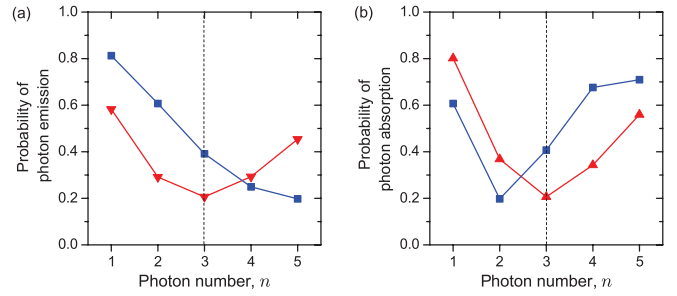 (a)
Probability of
photon emission
1.0
0.8
0.6
0.4
0.2
0.0
1 2 3 4 5
Photon number, n
(b)
Probability of
photon absorption
1.0
0.8
0.6
0.4
0.2
0.0
1 2 3 4 5
Photon number, n